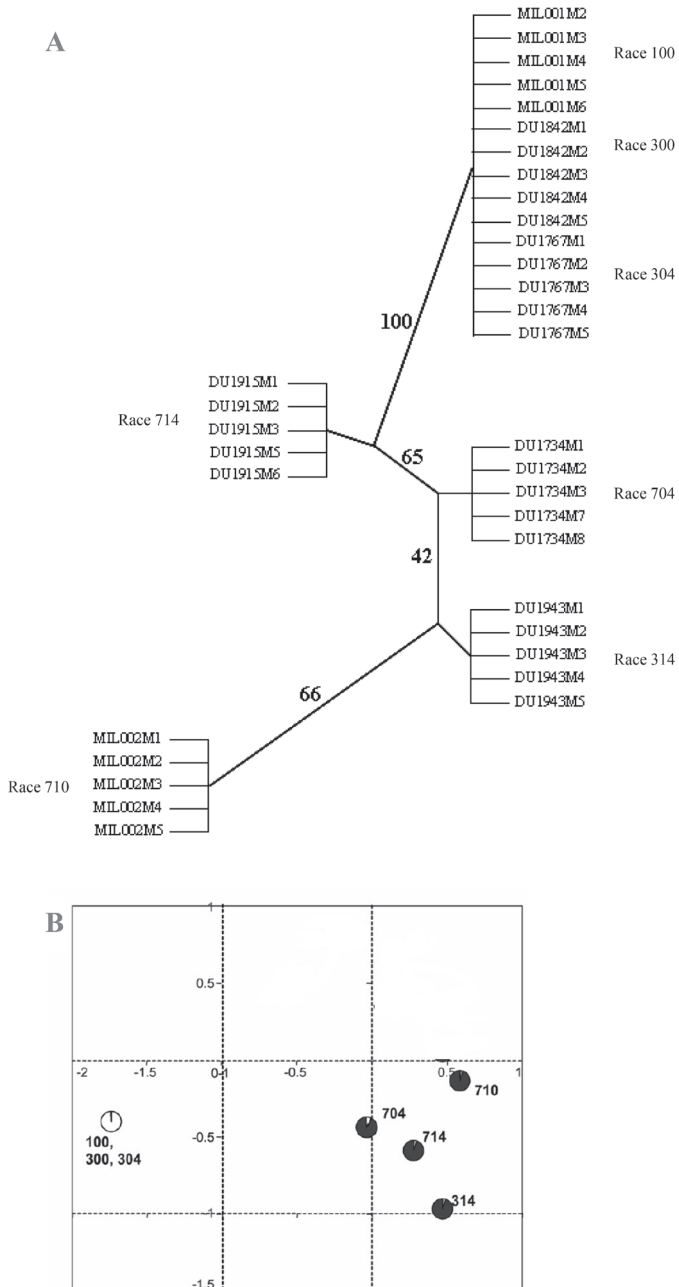 A
MIL001M2
MIL001M3
MIL001M4
MIL001M5
MIL001M6
Race 100
DU1842M1
DU1842M2
DU1842M3
DU1842M4
DU1842M5
Race 300
DU1767M1
DU1767M2
DU1767M3
DU1767M4
DU1767M5
Race 304
100
DU1915M1
DU1915M2
DU1915M3
DU1915M5
DU1915M6
Race 714
65
DU1734M1
DU1734M2
DU1734M3
DU1734M7
DU1734M8
Race 704
42
DU1943M1
DU1943M2
DU1943M3
DU1943M4
DU1943M5
Race 314
66
MIL002M1
MIL002M2
MIL002M3
MIL002M4
MIL002M5
Race 710
B
1
0.5
-2 -1.5 -1 -0.5 0.5 1
0
710
704
100,
300, 304
-0.5
714
314
-1
-1.5